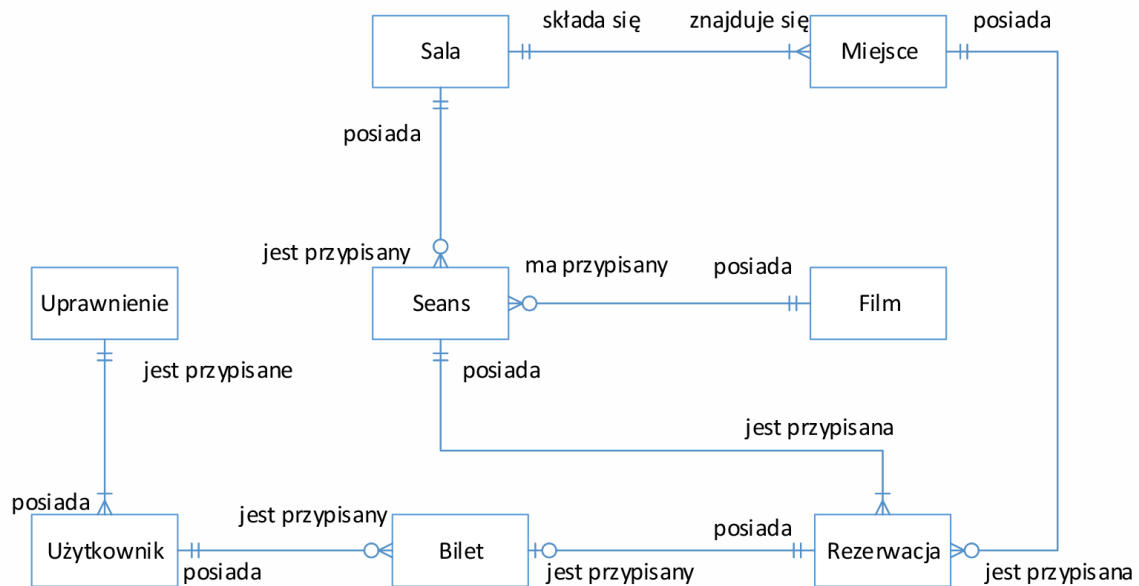 składa się
znajduje się
posiada
Sala
Miejsce
posiada
jest przypisany
ma przypisany
posiada
Uprawnienie
Seans
Film
jest przypisane
posiada
jest przypisana
posiada
jest przypisany
posiada
Użytkownik
Bilet
Rezerwacja
posiada
jest przypisany
jest przypisana